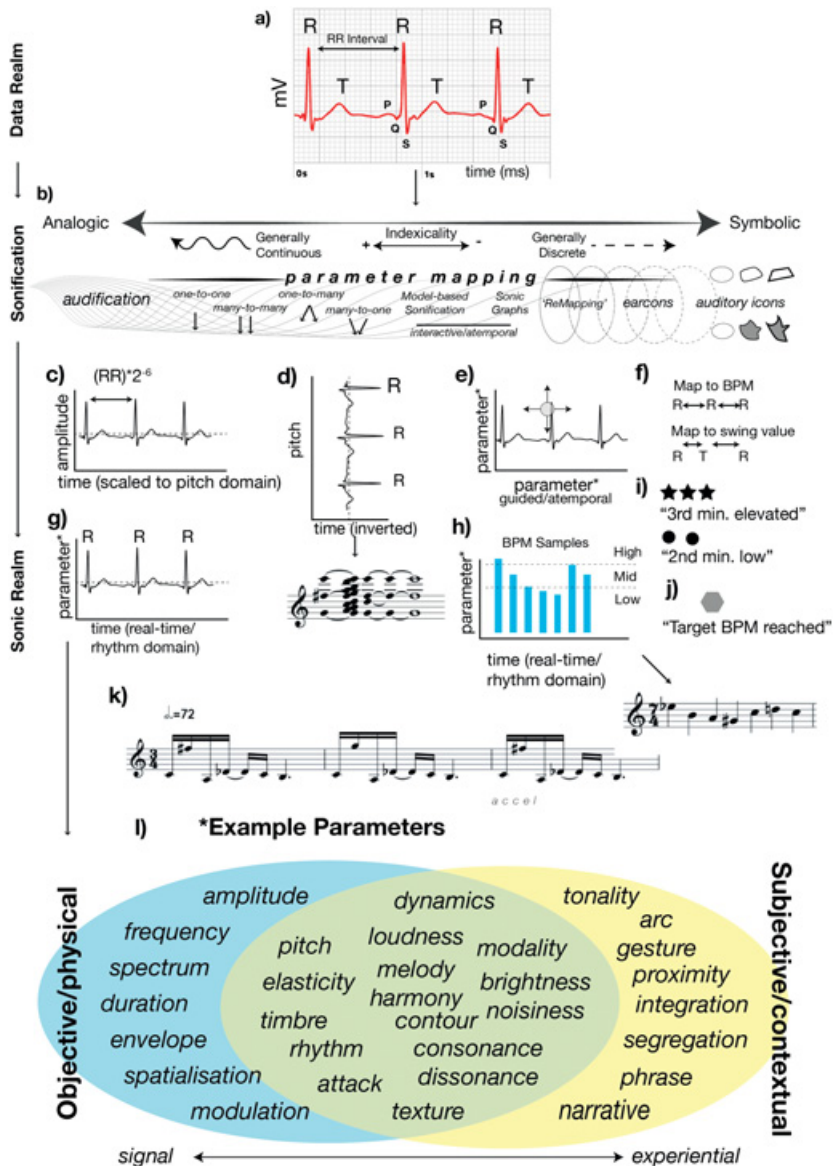 a)
R R R
RR Interval
T T T
P P
Q Q
S S
mV
0s 1s time (ms)
Data Realm
b)
Analogic Symbolic
Generally
Continuous
+ Indexicality -
Generally
Discrete
Sonification
parameter mapping
audification
one-to-one
many-to-many
one-to-many
many-to-one
Model-based
Sonification
Sonic
Graphs
interactive/atemporal
'ReMapping'
earcons
auditory icons
c)
(RR)*2-6
amplitude
time (scaled to pitch domain)
d)
pitch
R
R
R
time (inverted)
e)
parameter*
parameter*
guided/atemporal
f)
Map to BPM
R R R
Map to swing value
R T R
Sonic Realm
g)
R R R
parameter*
time (real-time/
rhythm domain)
h)
BPM Samples
High
Mid
Low
parameter*
time (real-time/
rhythm domain)
i)
"3rd min. elevated"
"2nd min. low"
j)
"Target BPM reached"
7
4
k)
=72
3
4
accel
l) *Example Parameters
Objective/physical
amplitude
frequency
spectrum
duration
envelope
spatialisation
modulation
dynamics
pitch
loudness
modality
elasticity
melody
brightness
harmony
noisiness
timbre
contour
rhythm
consonance
attack
dissonance
texture
tonality
arc
gesture
proximity
integration
segregation
phrase
narrative
Subjective/contextual
signal experiential